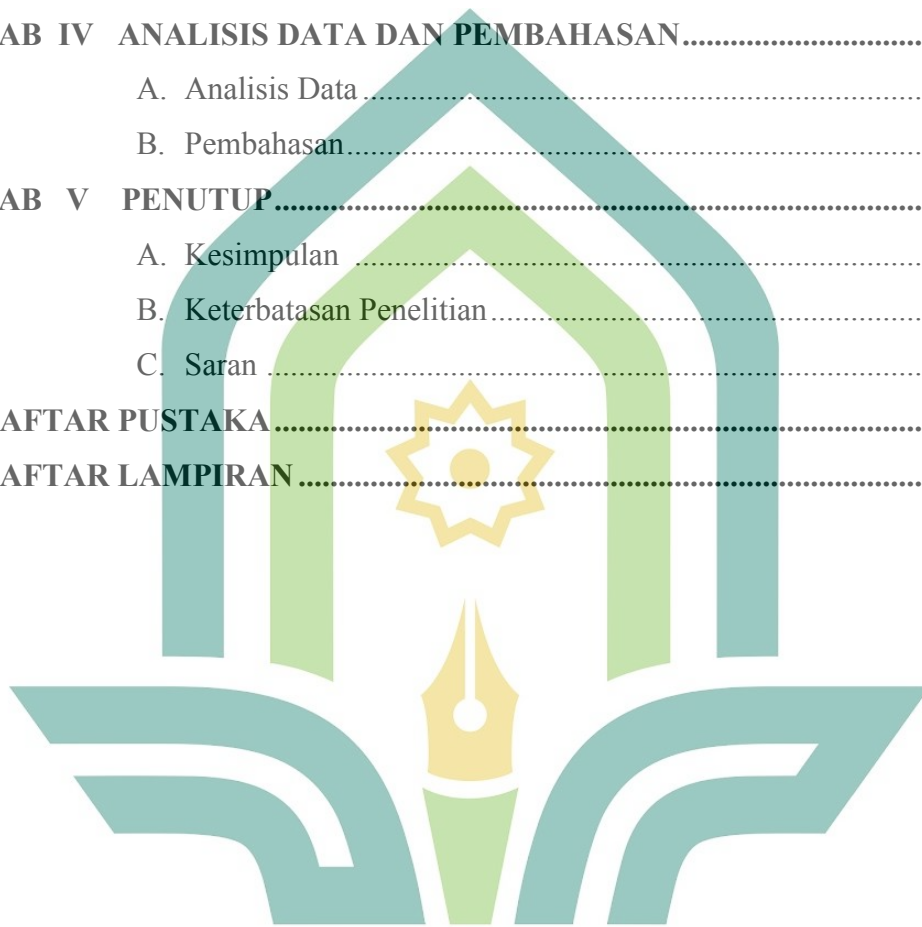 AB IV ANALISIS DATA DAN PEMBAHASAN................................
A. Analisis Data ................................................................................
B. Pembahasan..................................................................................
AB V PENUTUP................................................................................
A. Kesimpulan ................................................................................
B. Keterbatasan Penelitian................................................................
C. Saran ............................................................................................
AFTAR PUSTAKA................................................................................
AFTAR LAMPIRAN.............................................................................